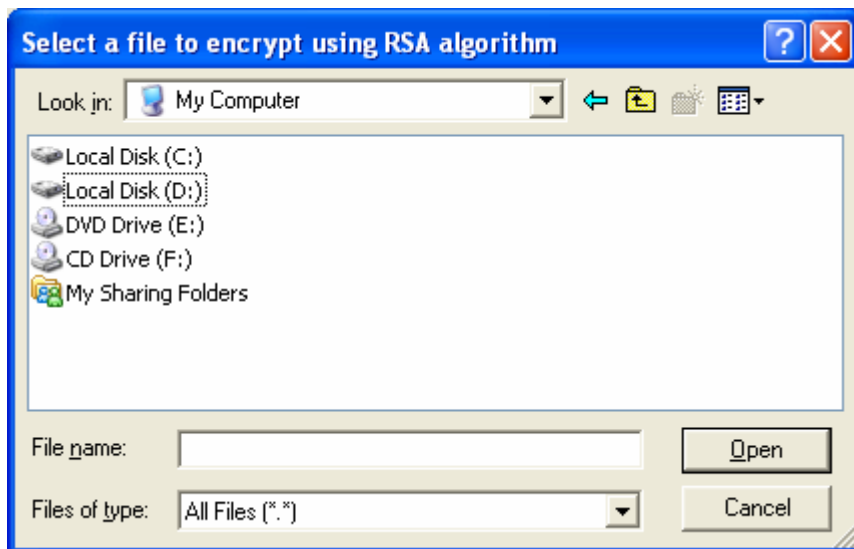 Select a file to encrypt using RSA algorithm
Look in: My Computer
Local Disk (C:)
Local Disk (D:)
DVD Drive (E:)
CD Drive (F:)
My Sharing Folders
File name: Open
Files of type: All Files (*.*) Cancel